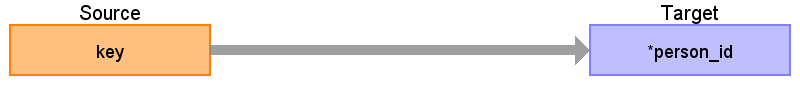 Source
Target
key
*person_id